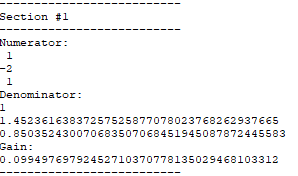 --------------------------
Section #1
--------------------------
Numerator:
1
-2
1
Denominator:
1
1.45236163837257525877078023768262937665
0.850352430070683507068451945087872445583
Gain:
0.09949769792452710370778135029468103312
--------------------------